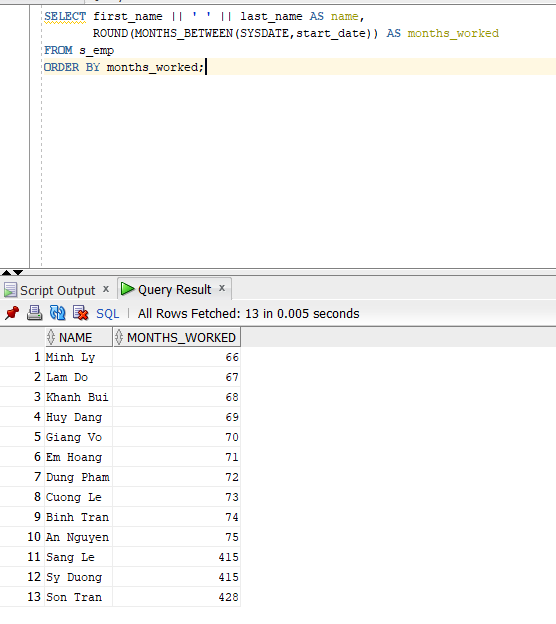 SELECT first_name || ' ' || last_name AS name,
ROUND(MONTHS_BETWEEN(SYSDATE,start_date)) AS months_worked
FROM s_emp
ORDER BY months_worked;
Script Output x Query Result x
SQL | All Rows Fetched: 13 in 0.005 seconds
NAME MONTHS_WORKED
1 Minh Ly 66
2 Lam Do 67
3 Khanh Bui 68
4 Huy Dang 69
5 Giang Vo 70
6 Em Hoang 71
7 Dung Pham 72
8 Cuong Le 73
9 Binh Tran 74
10 An Nguyen 75
11 Sang Le 415
12 Sy Duong 415
13 Son Tran 428